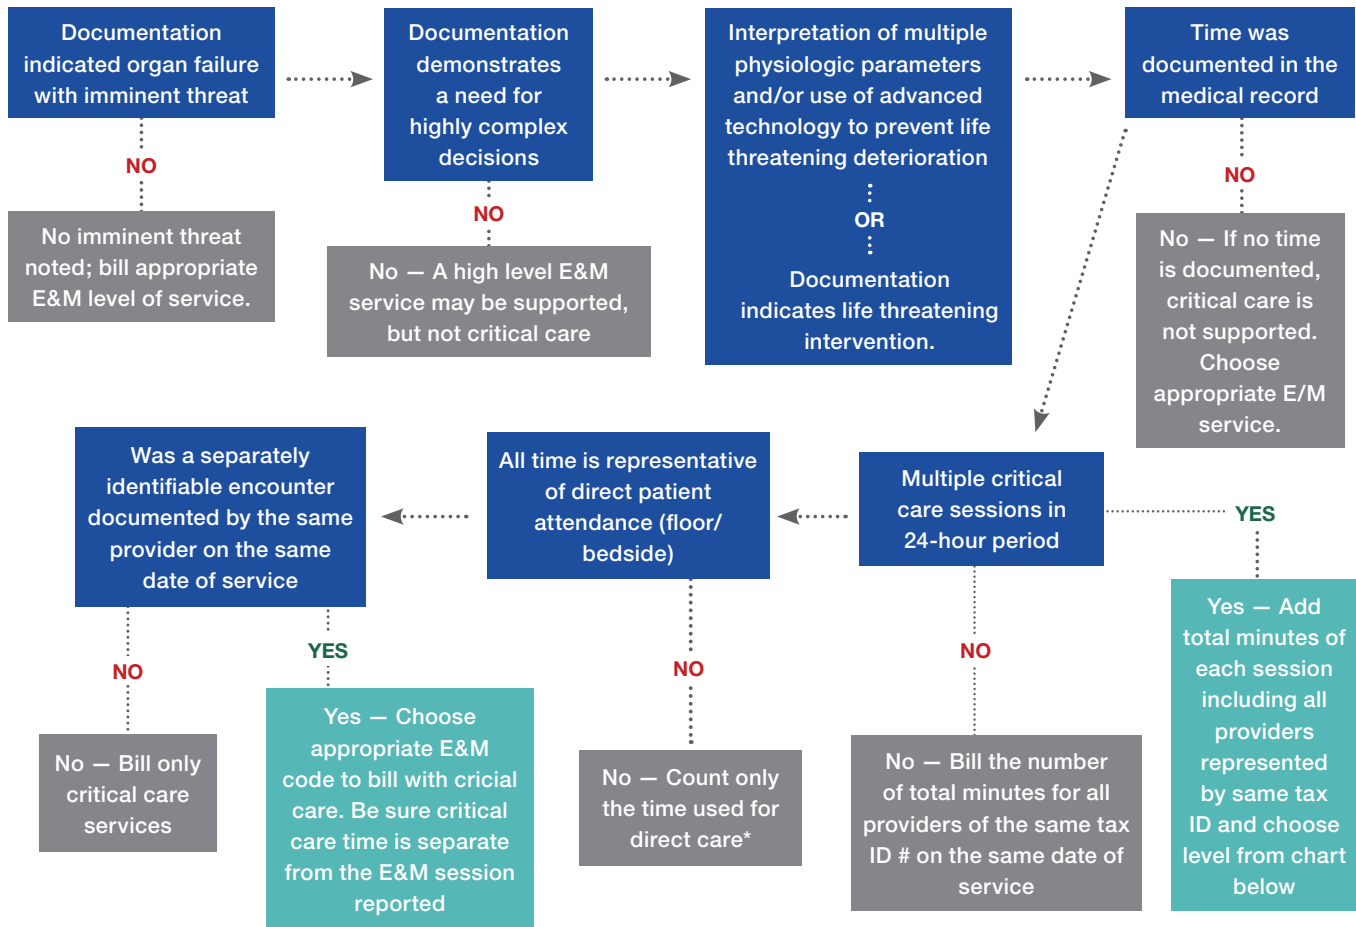 Documentation
indicated organ failure
with imminent threat
NO
No imminent threat
noted; bill appropriate
E&M level of service.
Documentation
demonstrates
a need for
highly complex
decisions
NO
No — A high level E&M
service may be supported,
but not critical care
Interpretation of multiple
physiologic parameters
and/or use of advanced
technology to prevent life
threatening deterioration
OR
Documentation
indicates life threatening
intervention.
Time was
documented in the
medical record
NO
No — If no time
is documented,
critical care is
not supported.
Choose
appropriate E/M
service.
Multiple critical
care sessions in
24-hour period
YES
Yes — Add
total minutes of
each session
including all
providers
represented
by same tax
ID and choose
level from chart
below
NO
No — Bill the number
of total minutes for all
providers of the same tax
ID # on the same date of
service
All time is representative
of direct patient
attendance (floor/
bedside)
NO
No — Count only
the time used for
direct care*
Was a separately
identifiable encounter
documented by the same
provider on the same
date of service
YES
Yes — Choose
appropriate E&M
code to bill with cricial
care. Be sure critical
care time is separate
from the E&M session
reported
NO
No — Bill only
critical care
services